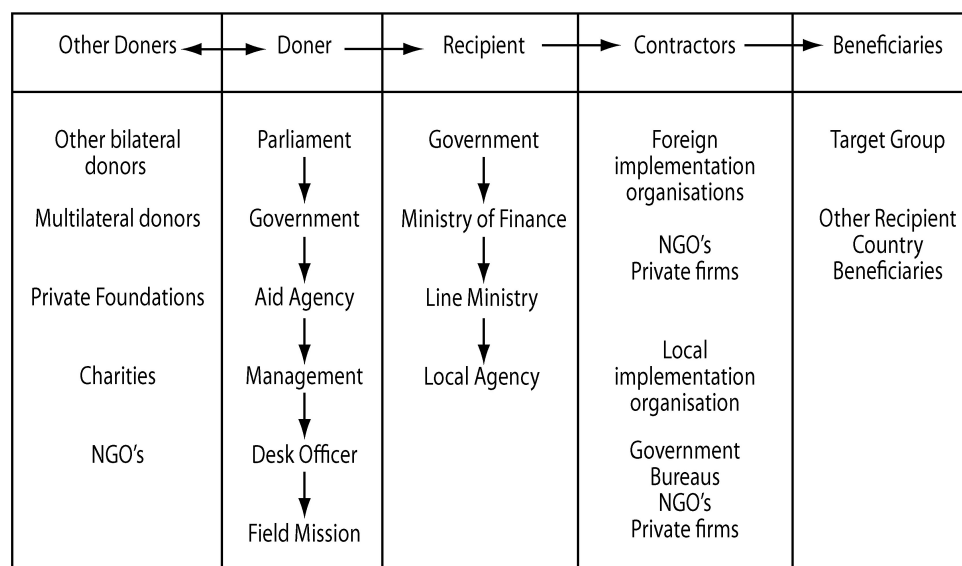 Other Doners
Doner
Recipient
Contractors
Beneficiaries
Other bilateral
donors
Multilateral donors
Private Foundations
Charities
NGO's
Parliament
Government
Aid Agency
Management
Desk Officer
Field Mission
Government
Ministry of Finance
Line Ministry
Local Agency
Foreign
implementation
organisations
NGO's
Private firms
Local
implementation
organisation
Government
Bureaus
NGO's
Private firms
Target Group
Other Recipient
Country
Beneficiaries